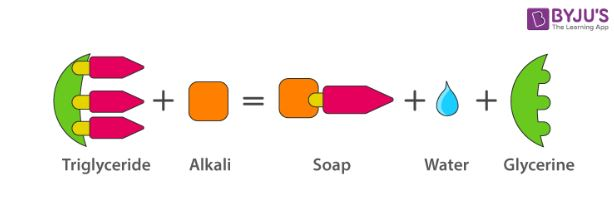 BYJU'S
The Learning App
+ = + +
Triglyceride Alkali Soap Water Glycerine